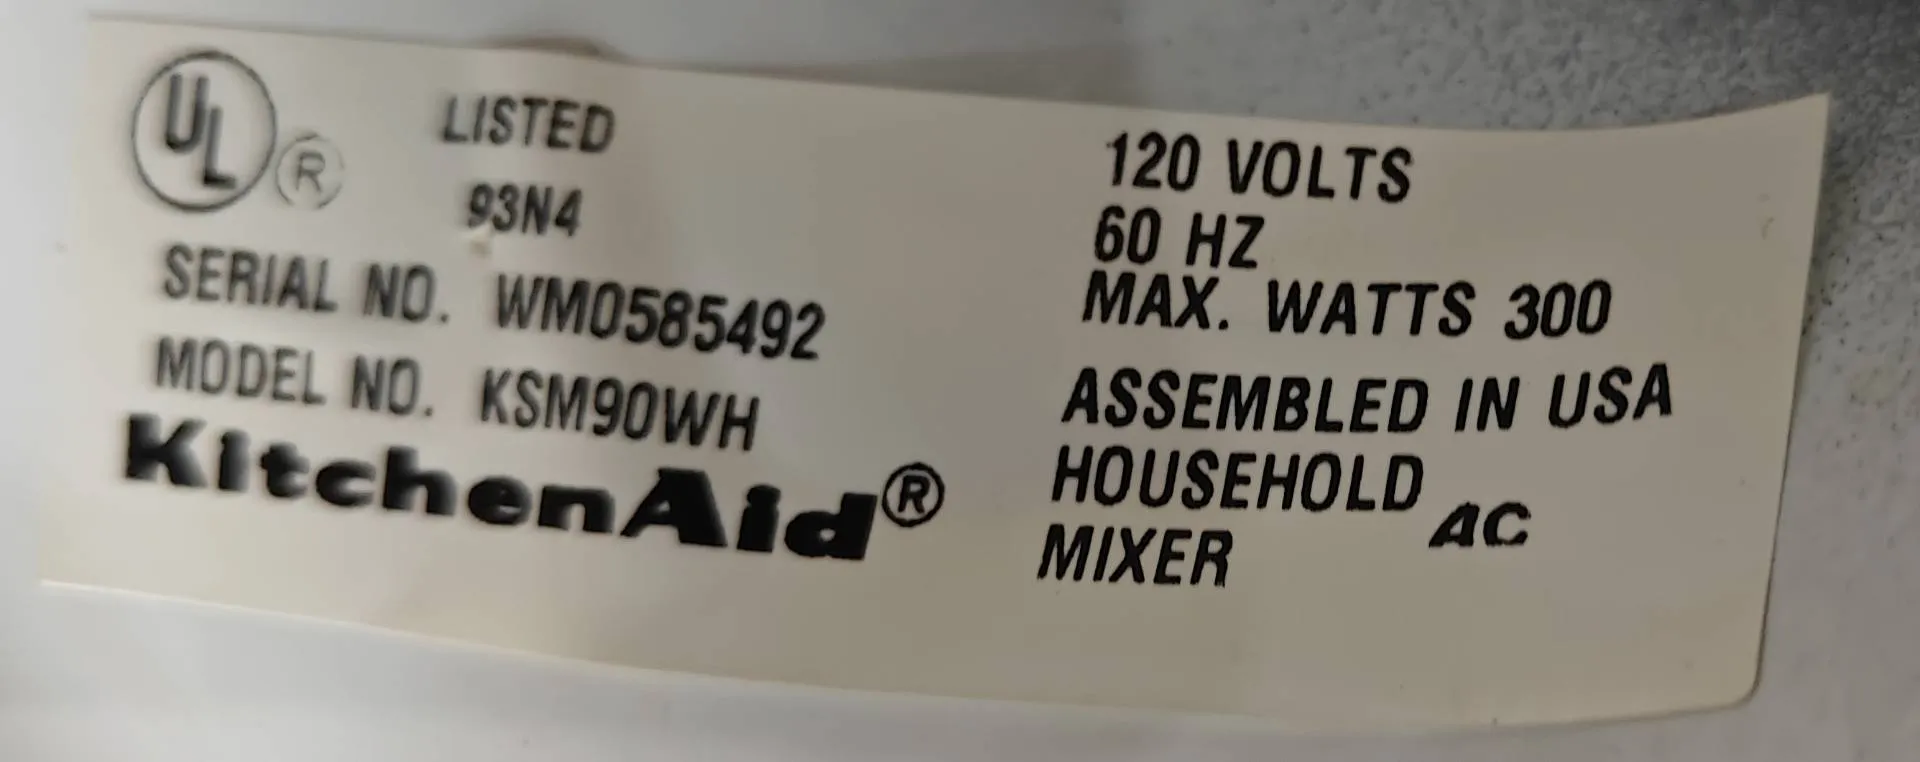 UL ® LISTED
93N4
SERIAL NO. WM0585492
MODEL NO. KSM90WH
KitchenAid®
120 VOLTS
60 HZ
MAX. WATTS 300
ASSEMBLED IN USA
HOUSEHOLD AC
MIXER